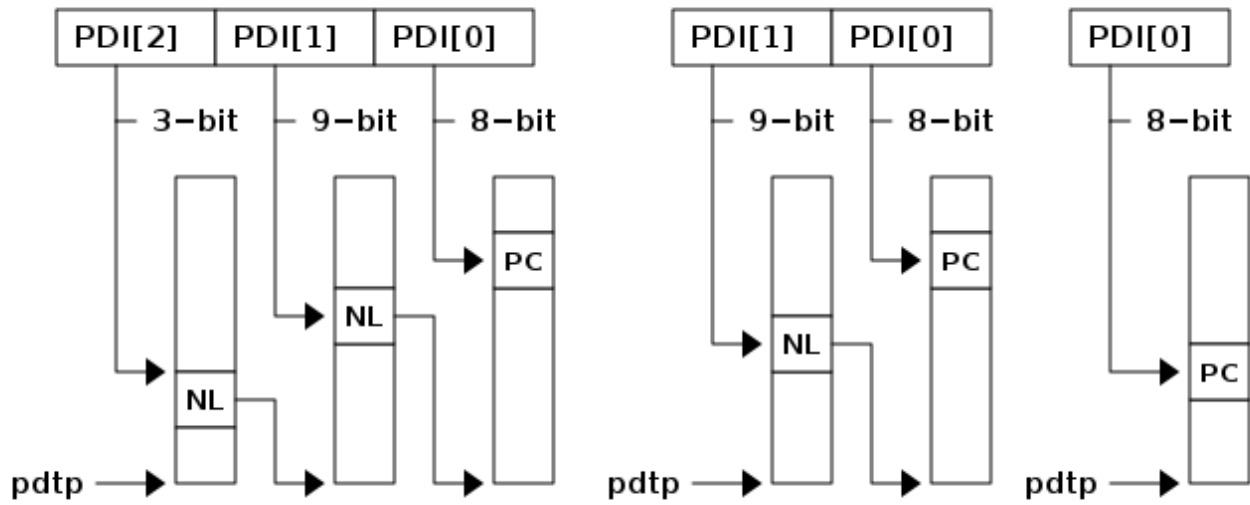 PDI[2] PDI[1] PDI[0] PDI[1] PDI[0] PDI[0]
3-bit 9-bit 8-bit 9-bit 8-bit 8-bit
PC PC
NL NL
PC
NL
pdtp pdtp pdtp